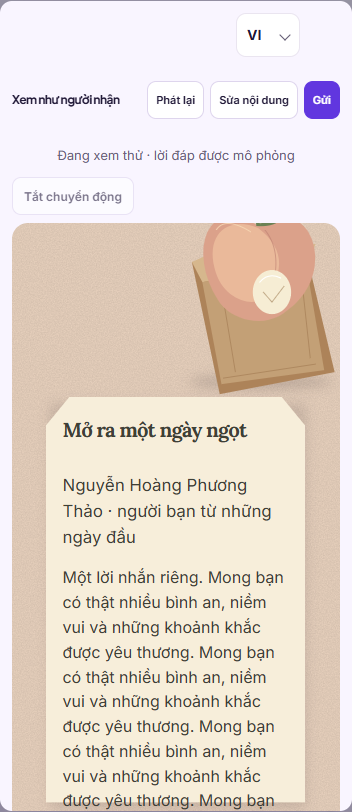 VI
Xem như người nhận
Phát lại
Sửa nội dung
Gửi
Đang xem thử · lời đáp được mô phỏng
Tắt chuyển động
Mở ra một ngày ngọt
Nguyễn Hoàng Phương
Thảo · người bạn từ những
ngày đầu
Một lời nhắn riêng. Mong bạn
có thật nhiều bình an, niềm
vui và những khoảnh khắc
được yêu thương. Mong bạn
có thật nhiều bình an, niềm
vui và những khoảnh khắc
được yêu thương. Mong bạn
có thật nhiều bình an, niềm
vui và những khoảnh khắc
được yêu thương. Mong bạn